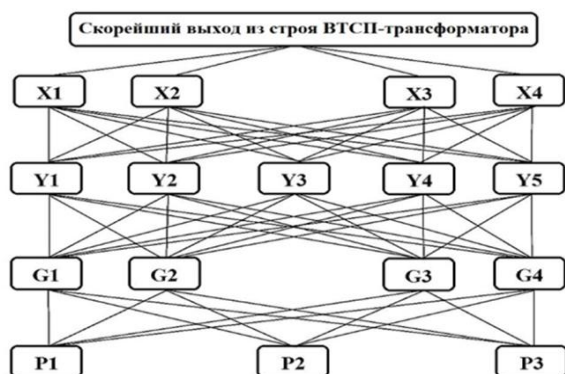 Скорейший выход из строя ВТСП-трансформатора
X1 X2 X3 X4
Y1 Y2 Y3 Y4 Y5
G1 G2 G3 G4
P1 P2 P3